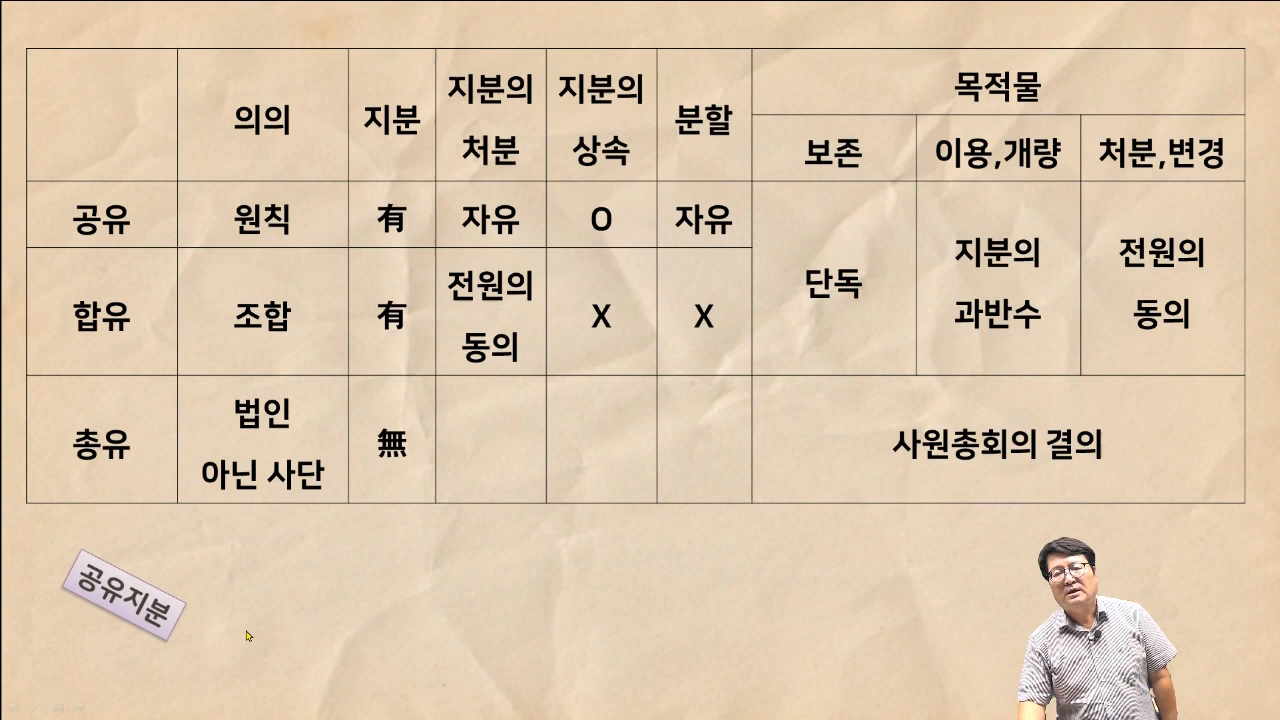 의의
지분
지분의
처분
지분의
상속
분할
목적물
보존
이용,개량
처분,변경
공유
원칙
有
자유
O
자유
단독
지분의
과반수
전원의
동의
합유
조합
有
전원의
동의
X
X
총유
법인
아닌 사단
無
사원총회의 결의
공유지분